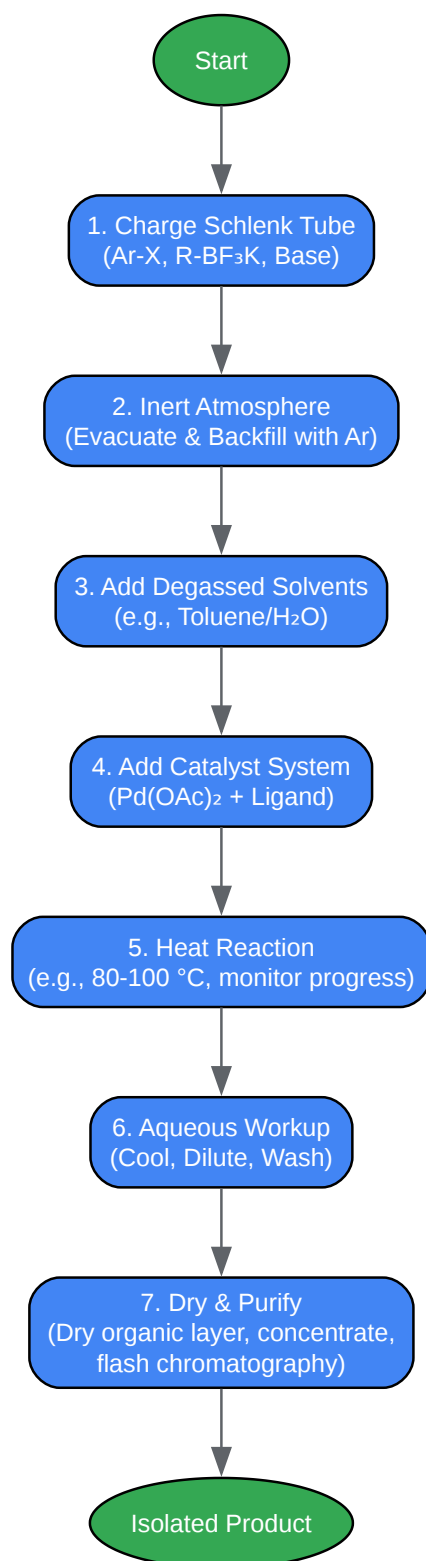 Start
1. Charge Schlenk Tube
(Ar-X, R-BF₃K, Base)
2. Inert Atmosphere
(Evacuate & Backfill with Ar)
3. Add Degassed Solvents
(e.g., Toluene/H₂O)
4. Add Catalyst System
(Pd(OAc)₂ + Ligand)
5. Heat Reaction
(e.g., 80-100 °C, monitor progress)
6. Aqueous Workup
(Cool, Dilute, Wash)
7. Dry & Purify
(Dry organic layer, concentrate,
flash chromatography)
Isolated Product